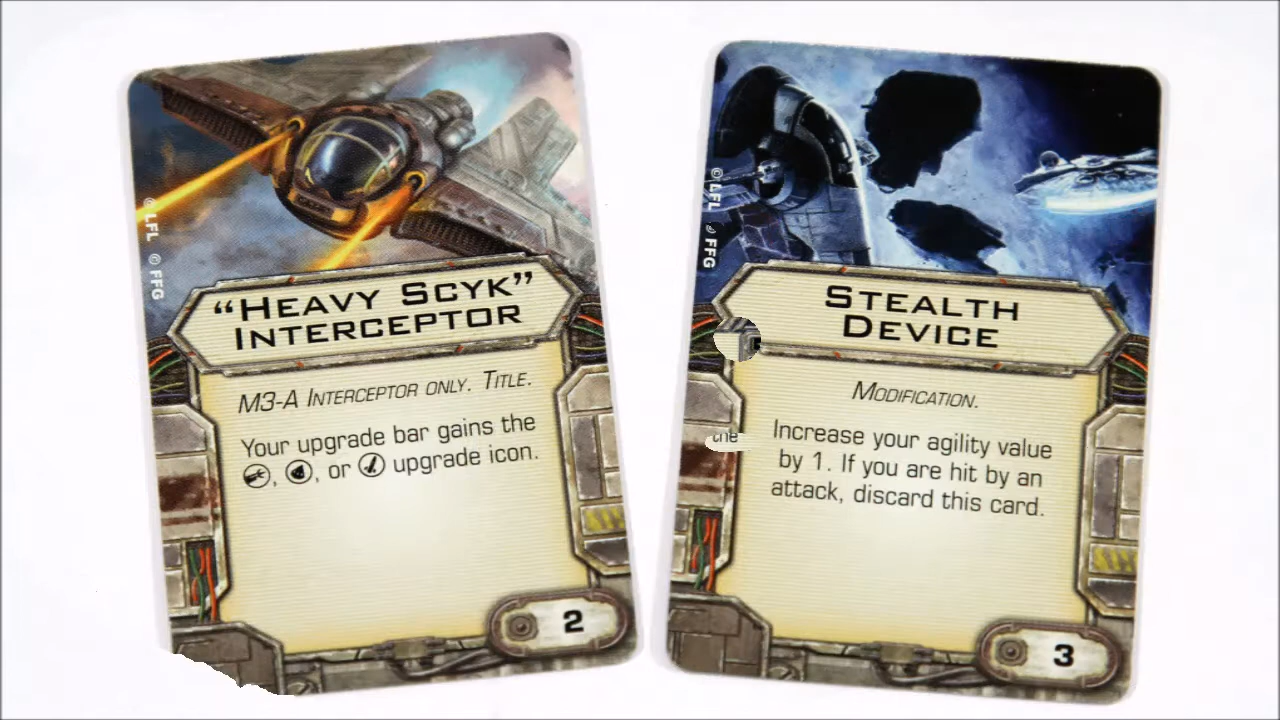 © LFL © FFG
“HEAVY SCYK”
INTERCEPTOR
M3-A INTERCEPTOR ONLY. TITLE.
Your upgrade bar gains the
, , or upgrade icon.
2
© LFL FFG
STEALTH
DEVICE
MODIFICATION.
the
Increase your agility value
by 1. If you are hit by an
attack, discard this card.
3